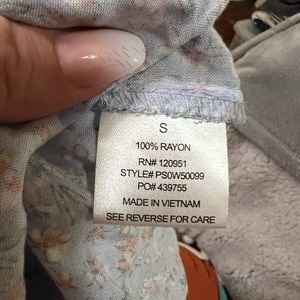 S
100% RAYON
RN# 120951
STYLE# PS0W50099
PO# 439755
MADE IN VIETNAM
SEE REVERSE FOR CARE